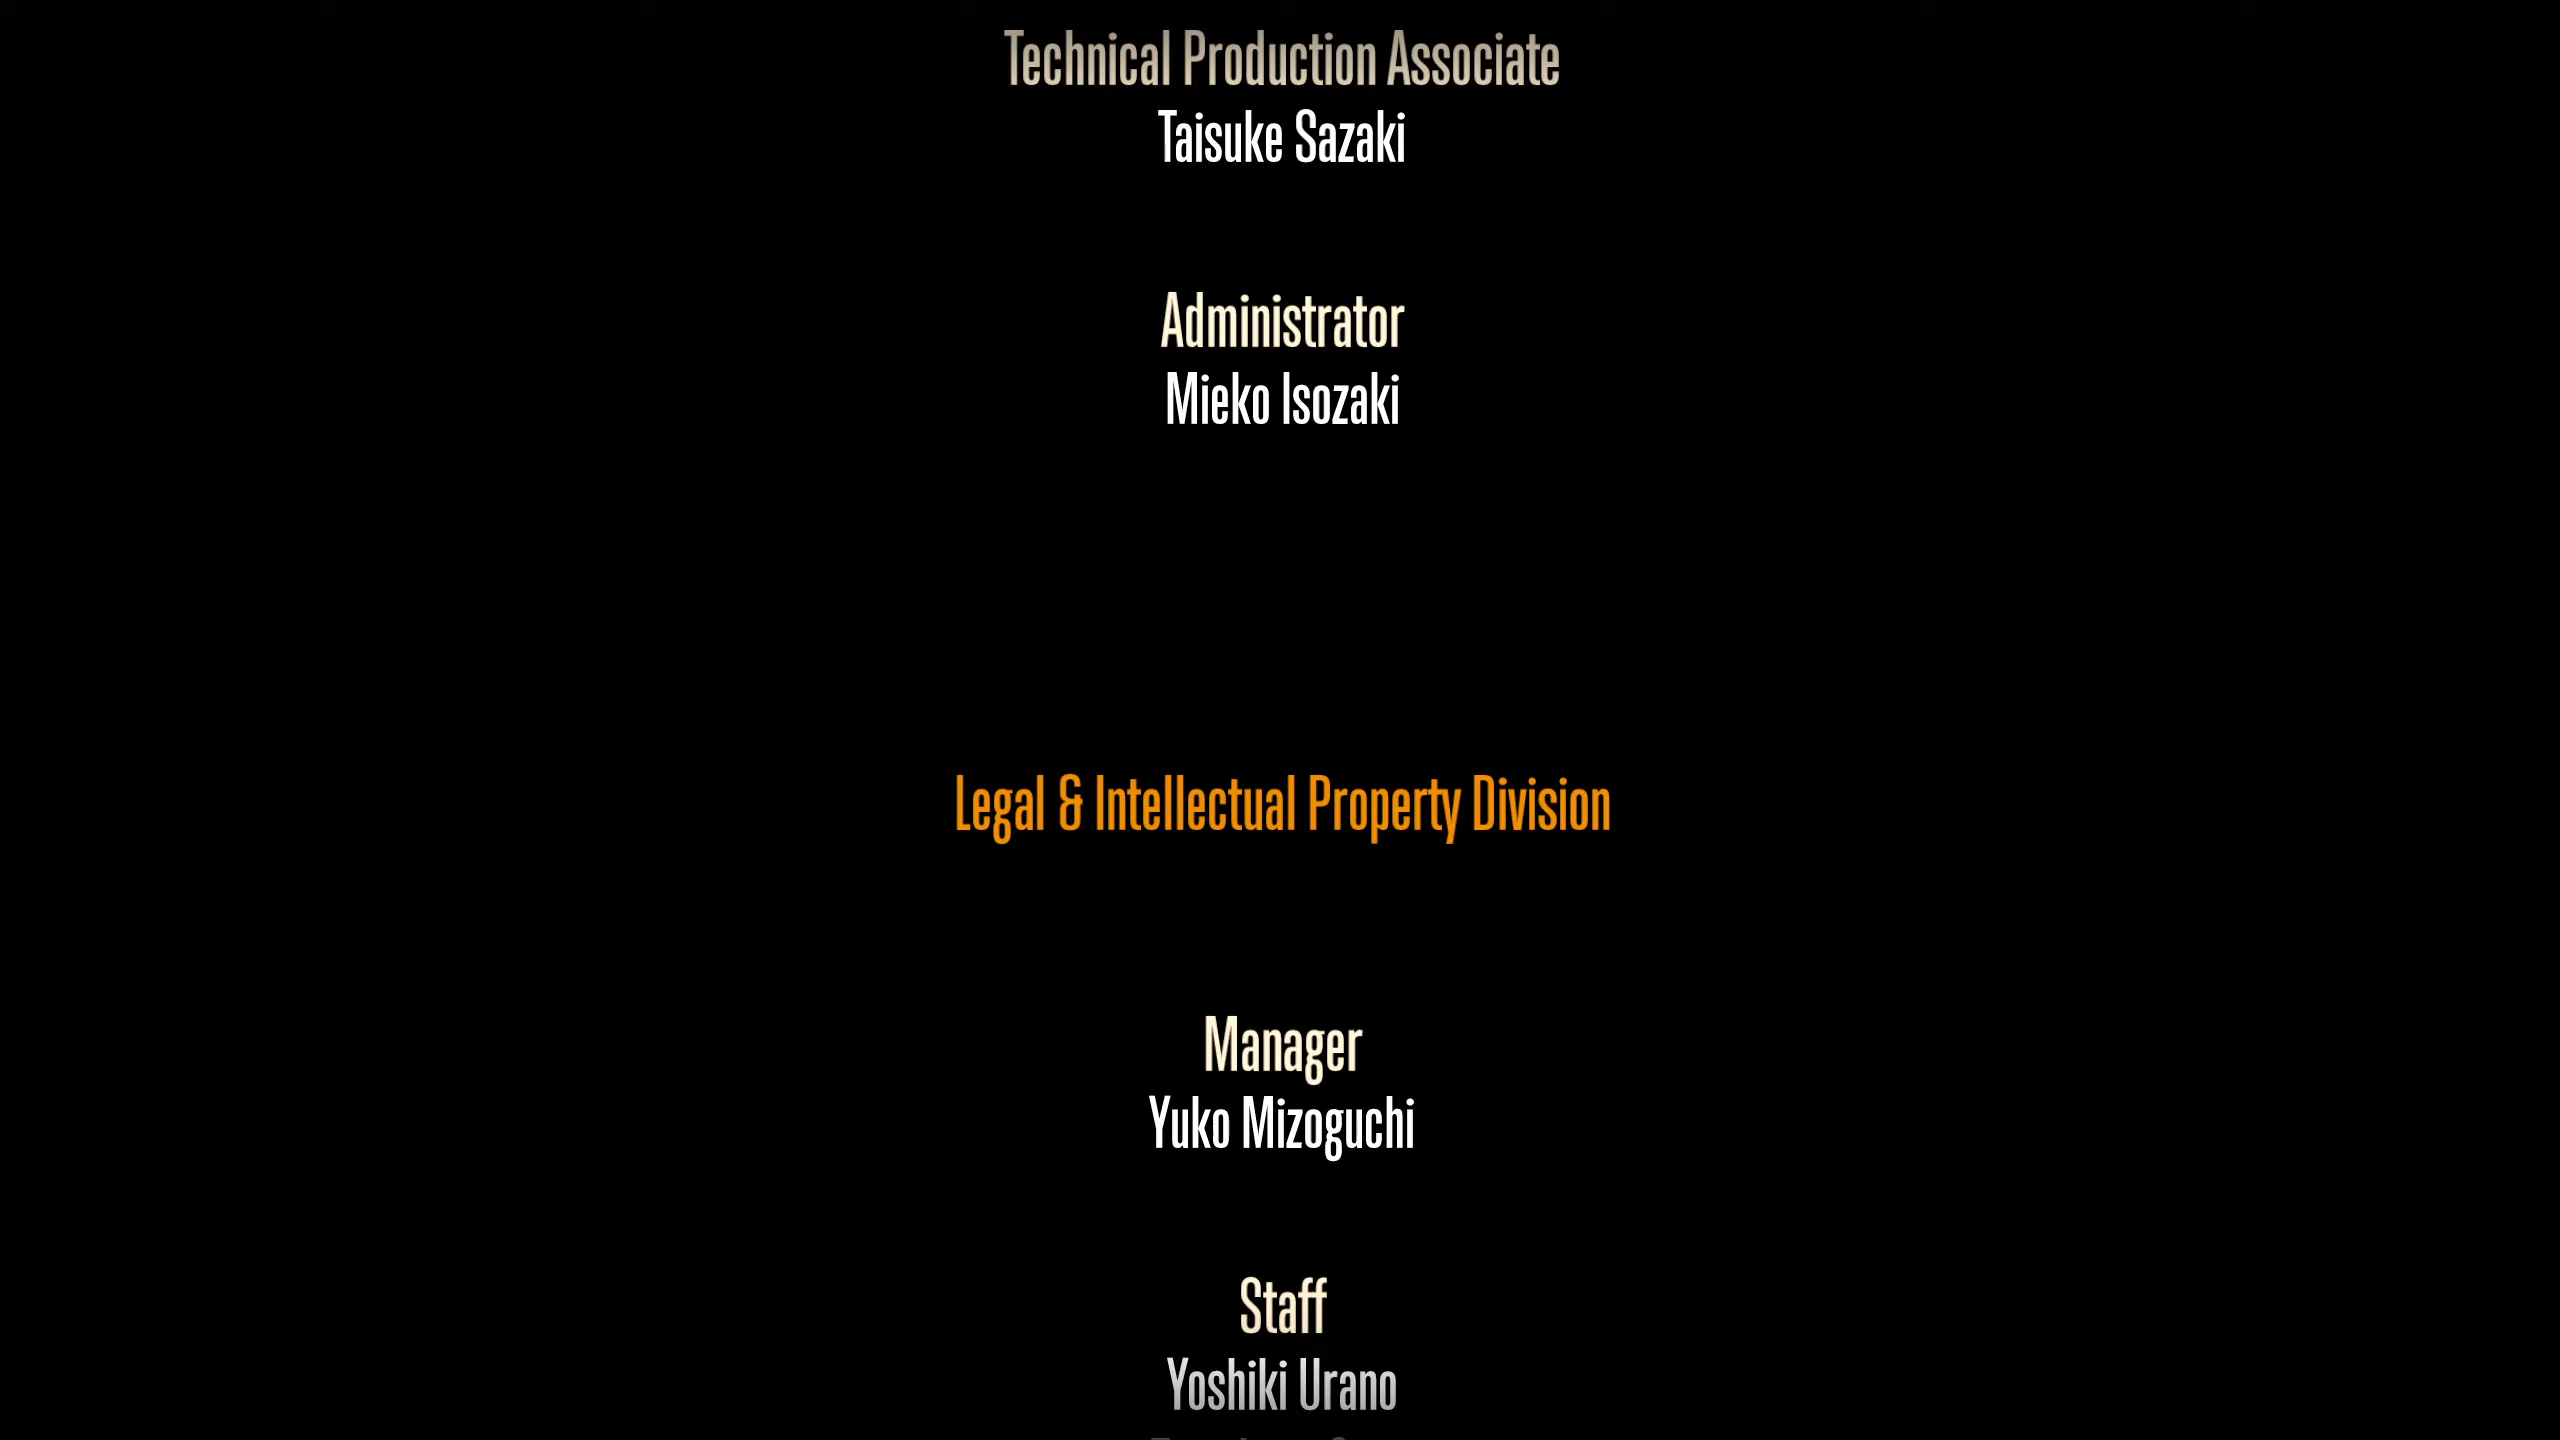 Technical Production Associate
Taisuke Sazaki
Administrator
Mieko Isozaki
Legal & Intellectual Property Division
Manager
Yuko Mizoguchi
Staff
Yoshiki Urano